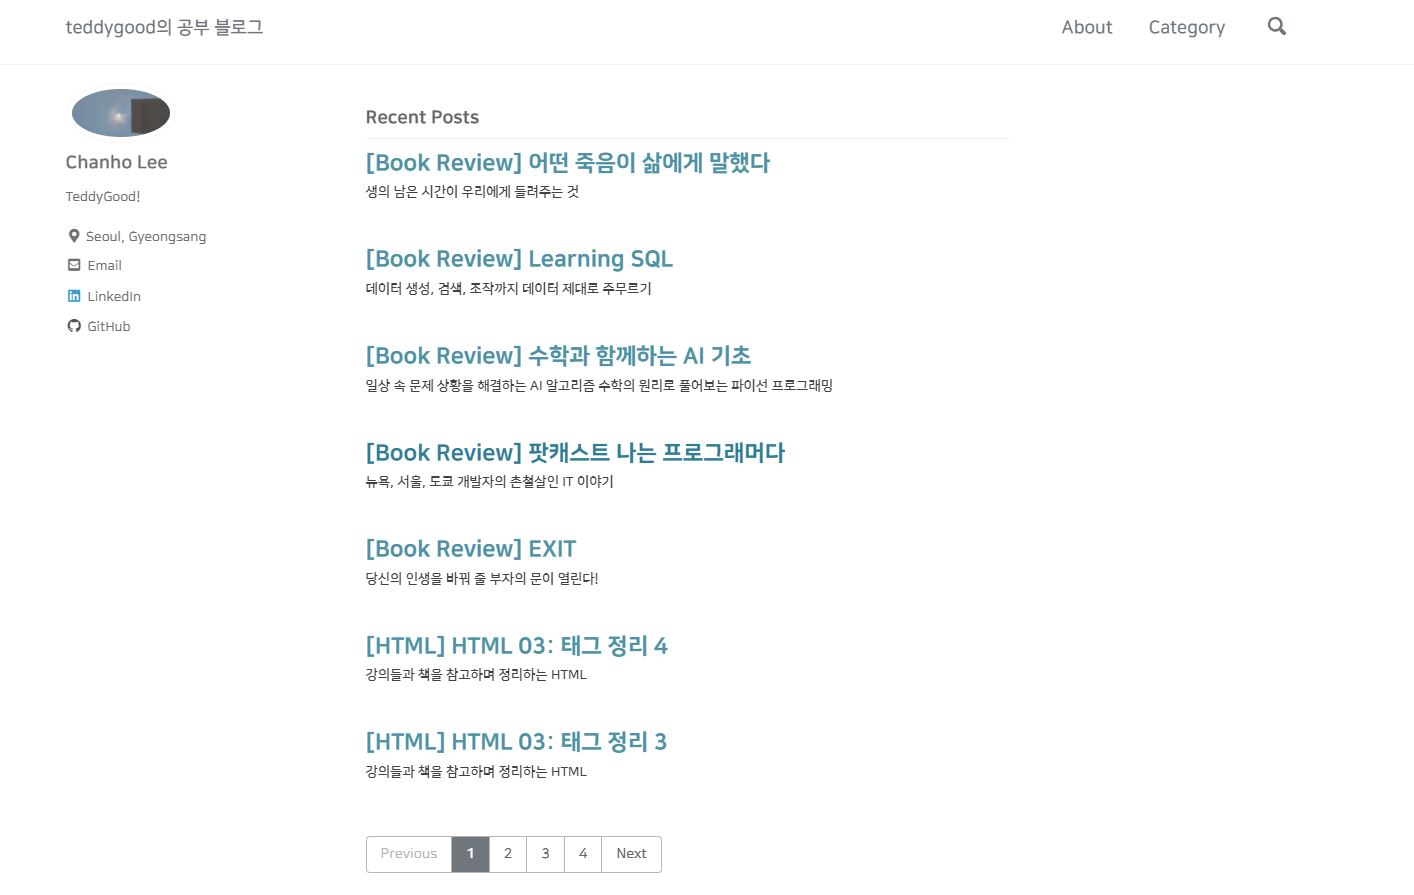 teddygood의 공부 블로그
About
Category
Chanho Lee
TeddyGood!
Seoul, Gyeongsang
Email
LinkedIn
GitHub
Recent Posts
[Book Review] 어떤 죽음이 삶에게 말했다
생의 남은 시간이 우리에게 들려주는 것
[Book Review] Learning SQL
데이터 생성, 검색, 조작까지 데이터 제대로 주무르기
[Book Review] 수학과 함께하는 AI 기초
일상 속 문제 상황을 해결하는 AI 알고리즘 수학의 원리로 풀어보는 파이선 프로그래밍
[Book Review] 팟캐스트 나는 프로그래머다
뉴욕, 서울, 도쿄 개발자의 촌철살인 IT 이야기
[Book Review] EXIT
당신의 인생을 바꿔 줄 부자의 문이 열린다!
[HTML] HTML 03: 태그 정리 4
강의들과 책을 참고하며 정리하는 HTML
[HTML] HTML 03: 태그 정리 3
강의들과 책을 참고하며 정리하는 HTML
Previous 1 2 3 4 Next